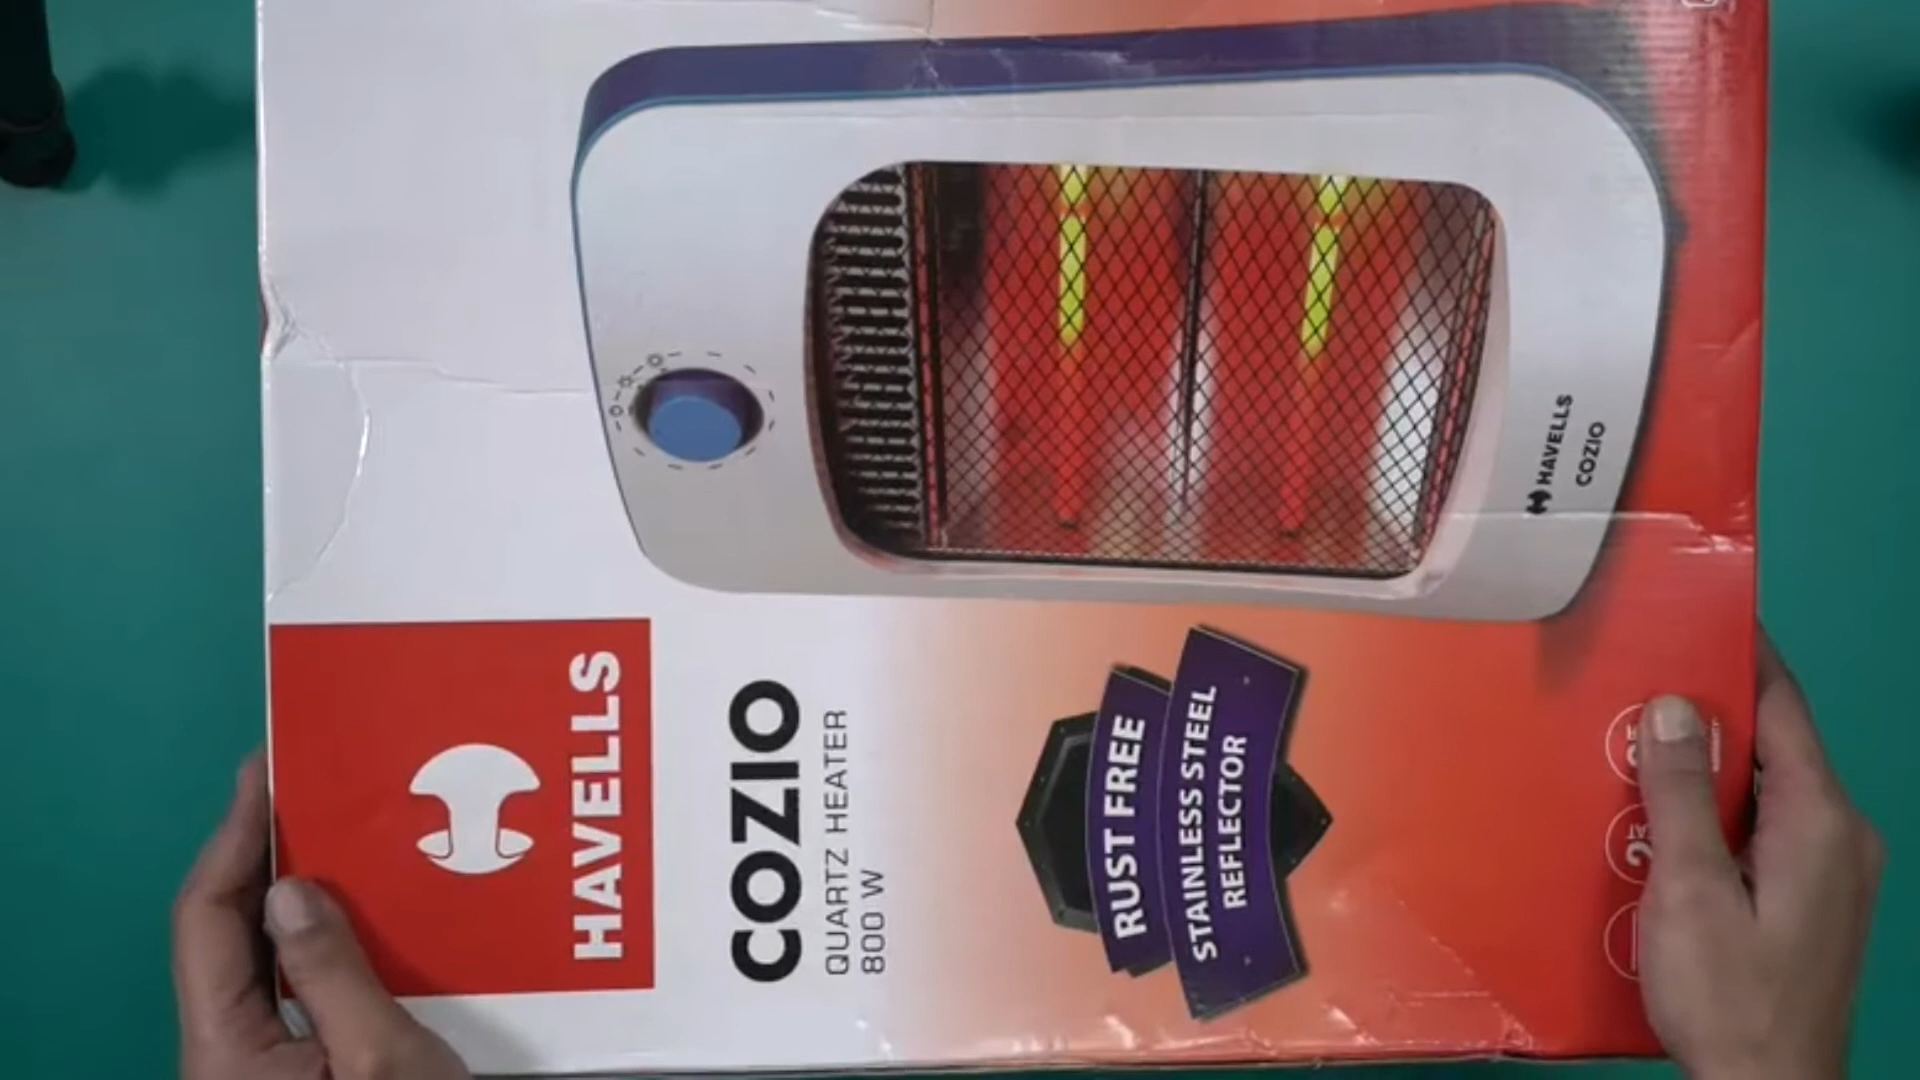 HAVELLS
COZIO
QUARTZ HEATER
800 W
RUST FREE
STAINLESS STEEL
REFLECTOR
HAVELLS
COZIO